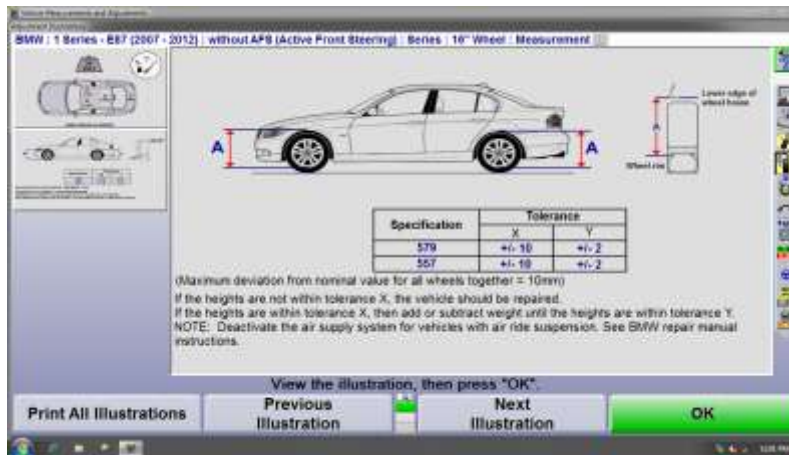 Vehicle Measurements and Adjustments
BMW : 1 Series - E87 (2007 - 2012) : without AFS (Active Front Steering) : Series : 16" Wheel : Measurement
Lower edge of
wheel house
A
A
A
Wheel rim
Specification
Tolerance
X
Y
579
+/- 10
+/- 2
557
+/- 10
+/- 2
(Maximum deviation from nominal value for all wheels together = 10mm)
If the heights are not within tolerance X, the vehicle should be repaired.
If the heights are within tolerance X, then add or subtract weight until the heights are within tolerance Y.
NOTE: Deactivate the air supply system for vehicles with air ride suspension. See BMW repair manual
instructions.
View the illustration, then press "OK".
Print All Illustrations
Previous
Illustration
Next
Illustration
OK